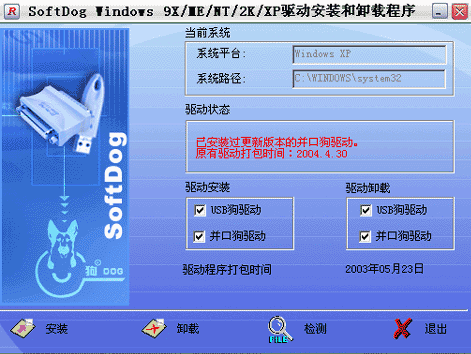 SoftDog Windows 9X/ME/NT/2K/XP驱动安装和卸载程序
当前系统
系统平台: Windows XP
系统路径: C:\WINDOWS\system32
驱动状态
已安装过更新版本的并口狗驱动。
原有驱动打包时间:2004.4.30
驱动安装
USB狗驱动
并口狗驱动
驱动卸载
USB狗驱动
并口狗驱动
驱动程序打包时间 2003年05月23日
SoftDog
狗 DOG
安装 卸载 FILE 检测 退出